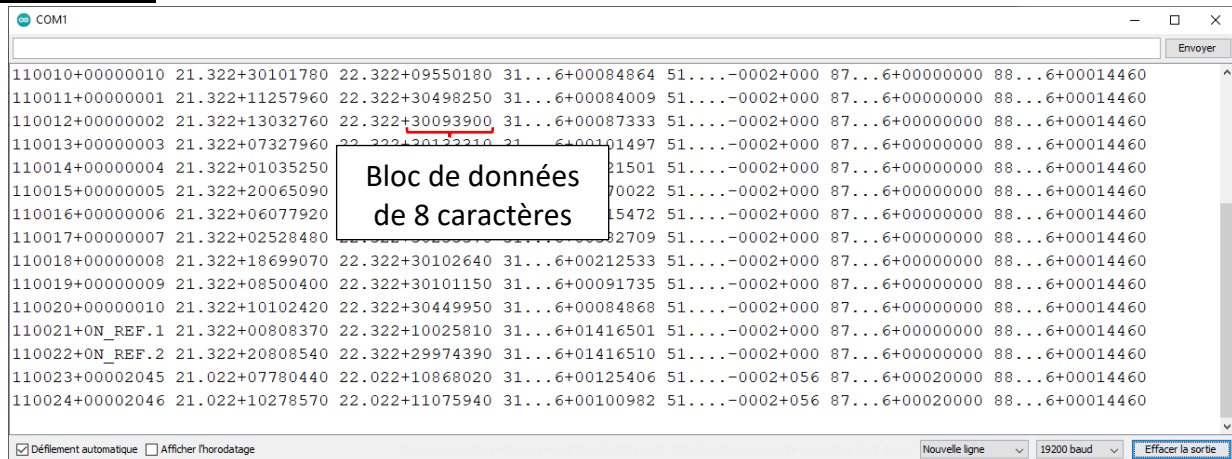 COM1
Envoyer
110010+00000010 21.322+30101780 22.322+09550180 31...6+00084864 51....-0002+000 87...6+00000000 88...6+00014460
110011+00000001 21.322+11257960 22.322+30498250 31...6+00084009 51....-0002+000 87...6+00000000 88...6+00014460
110012+00000002 21.322+13032760 22.322+30093900 31...6+00087333 51....-0002+000 87...6+00000000 88...6+00014460
110013+00000003 21.322+07327960 22.322+30133310 31...6+00101497 51....-0002+000 87...6+00000000 88...6+00014460
110014+00000004 21.322+01035250 21501 51....-0002+000 87...6+00000000 88...6+00014460
110015+00000005 21.322+20065090 70022 51....-0002+000 87...6+00000000 88...6+00014460
110016+00000006 21.322+06077920 15472 51....-0002+000 87...6+00000000 88...6+00014460
110017+00000007 21.322+02528480 82709 51....-0002+000 87...6+00000000 88...6+00014460
Bloc de données
de 8 caractères
110018+00000008 21.322+18699070 22.322+30102640 31...6+00212533 51....-0002+000 87...6+00000000 88...6+00014460
110019+00000009 21.322+08500400 22.322+30101150 31...6+00091735 51....-0002+000 87...6+00000000 88...6+00014460
110020+00000010 21.322+10102420 22.322+30449950 31...6+00084868 51....-0002+000 87...6+00000000 88...6+00014460
110021+0N_REF.1 21.322+00808370 22.322+10025810 31...6+01416501 51....-0002+000 87...6+00000000 88...6+00014460
110022+0N_REF.2 21.322+20808540 22.322+29974390 31...6+01416510 51....-0002+000 87...6+00000000 88...6+00014460
110023+00002045 21.022+07780440 22.022+10868020 31...6+00125406 51....-0002+056 87...6+00020000 88...6+00014460
110024+00002046 21.022+10278570 22.022+11075940 31...6+00100982 51....-0002+056 87...6+00020000 88...6+00014460
Défilement automatique Afficher l'horodatage Nouvelle ligne 19200 baud Effacer la sortie